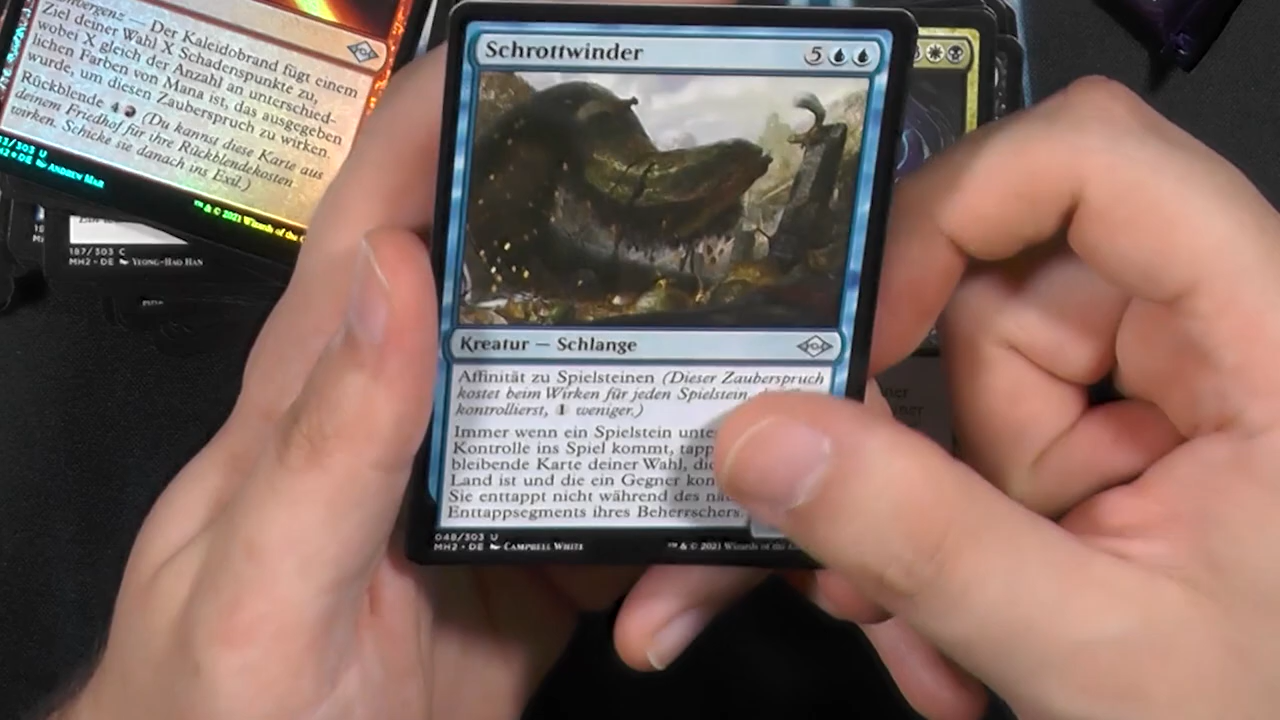 Der Kaleidobrand fügt einem
Ziel deiner Wahl X Schadenspunkte zu,
wobei X gleich der Anzahl an unterschied-
lichen Farben von Mana ist, das ausgegeben
wurde, um diesen Zauberspruch zu wirken.
Rückblende 4 (Du kannst diese Karte aus
deinem Friedhof für ihre Rückblendekosten
wirken. Schicke sie danach ins Exil.)
/303 U
DE Andrew Mar
™ & © 2021 Wizards of the
187/303 C
MH2 • DE Yeong-Hao Han
Schrottwinder
5
Kreatur — Schlange
Affinität zu Spielsteinen (Dieser Zauberspruch
kostet beim Wirken für jeden Spielstein,
kontrollierst, 1 weniger.)
Immer wenn ein Spielstein
Kontrolle ins Spiel kommt,
bleibende Karte deiner Wahl,
Land ist und die ein Gegner
Sie enttappt nicht während des
Enttappsegments ihres Beherrschers.
048/303 U
MH2 • DE Campbell White
™ & © 2021 Wizards of the